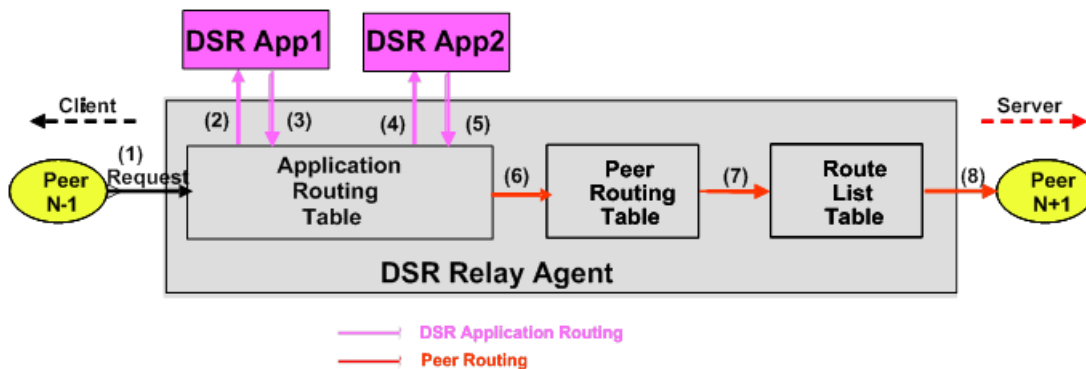 DSR App1
DSR App2
Client
Server
(2)
(3)
(4)
(5)
(1)
Request
Peer
N-1
Application
Routing
Table
(6)
Peer
Routing
Table
(7)
Route
List
Table
(8)
Peer
N+1
DSR Relay Agent
DSR Application Routing
Peer Routing